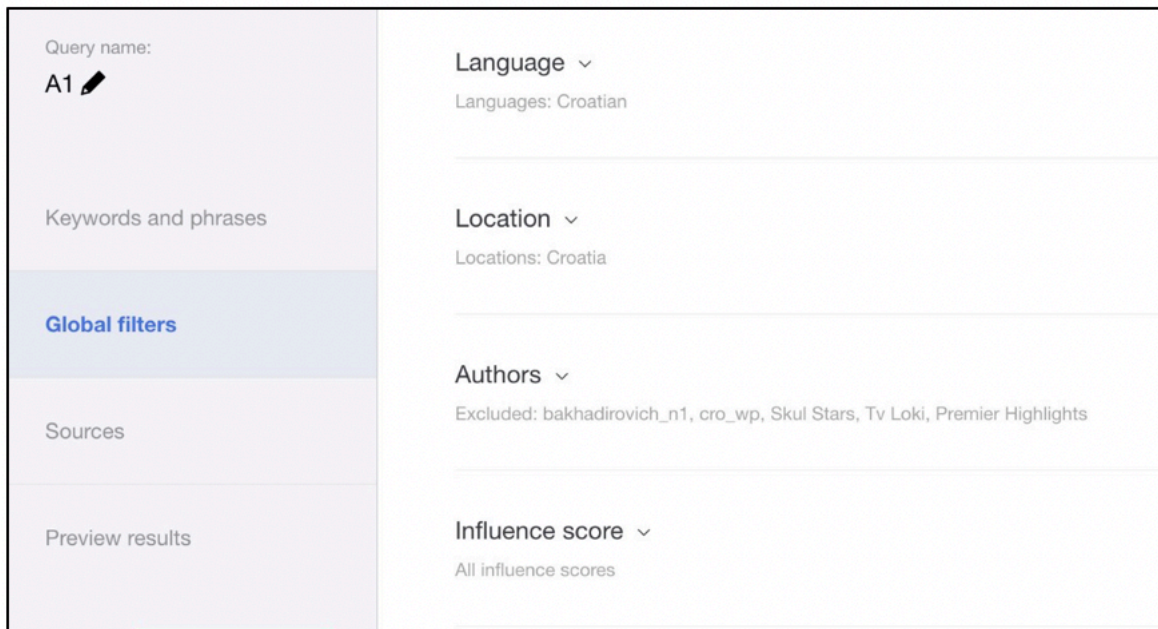 Query name:
A1
Keywords and phrases
Global filters
Sources
Preview results
Language
Languages: Croatian
Location
Locations: Croatia
Authors
Excluded: bakhadirovich_n1, cro_wp, Skul Stars, Tv Loki, Premier Highlights
Influence score
All influence scores